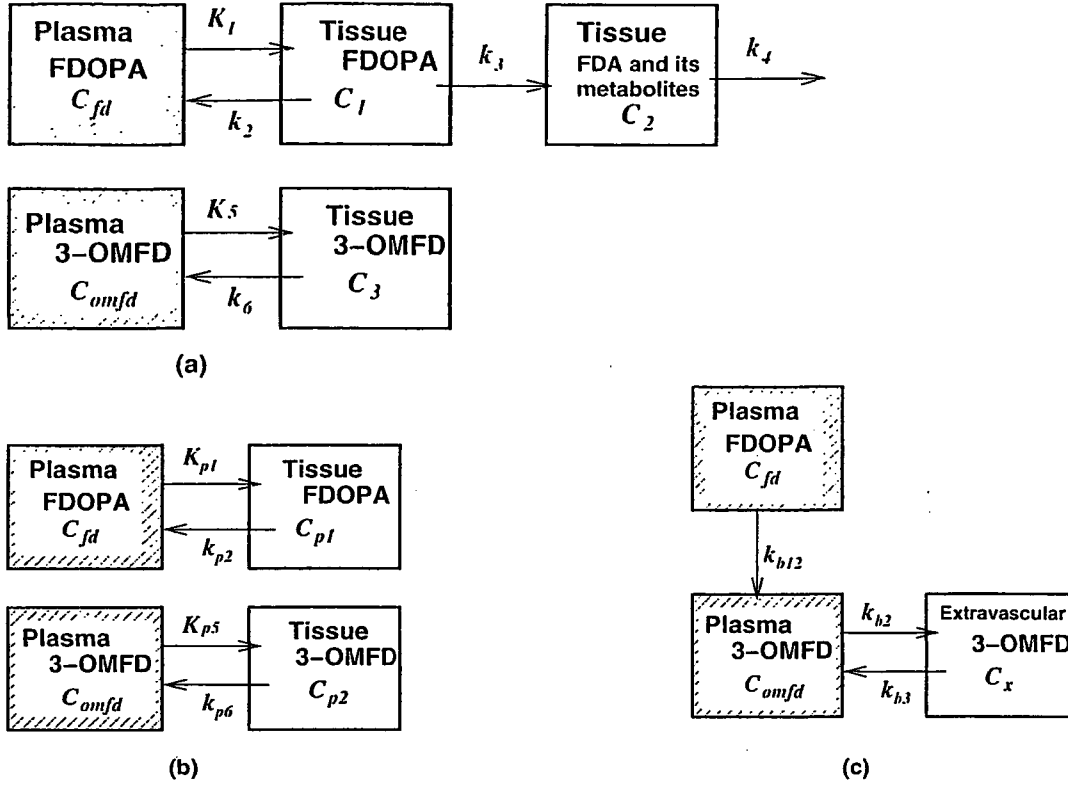 Plasma
FDOPA
C_fd
K_1
k_2
Tissue
FDOPA
C_1
k_3
Tissue
FDA and its
metabolites
C_2
k_4
Plasma
3-OMFD
C_omfd
K_5
k_6
Tissue
3-OMFD
C_3
(a)
Plasma
FDOPA
C_fd
K_p1
k_p2
Tissue
FDOPA
C_p1
Plasma
3-OMFD
C_omfd
K_p5
k_p6
Tissue
3-OMFD
C_p2
(b)
Plasma
FDOPA
C_fd
k_b12
Plasma
3-OMFD
C_omfd
k_b2
k_b3
Extravascular
3-OMFD
C_x
(c)